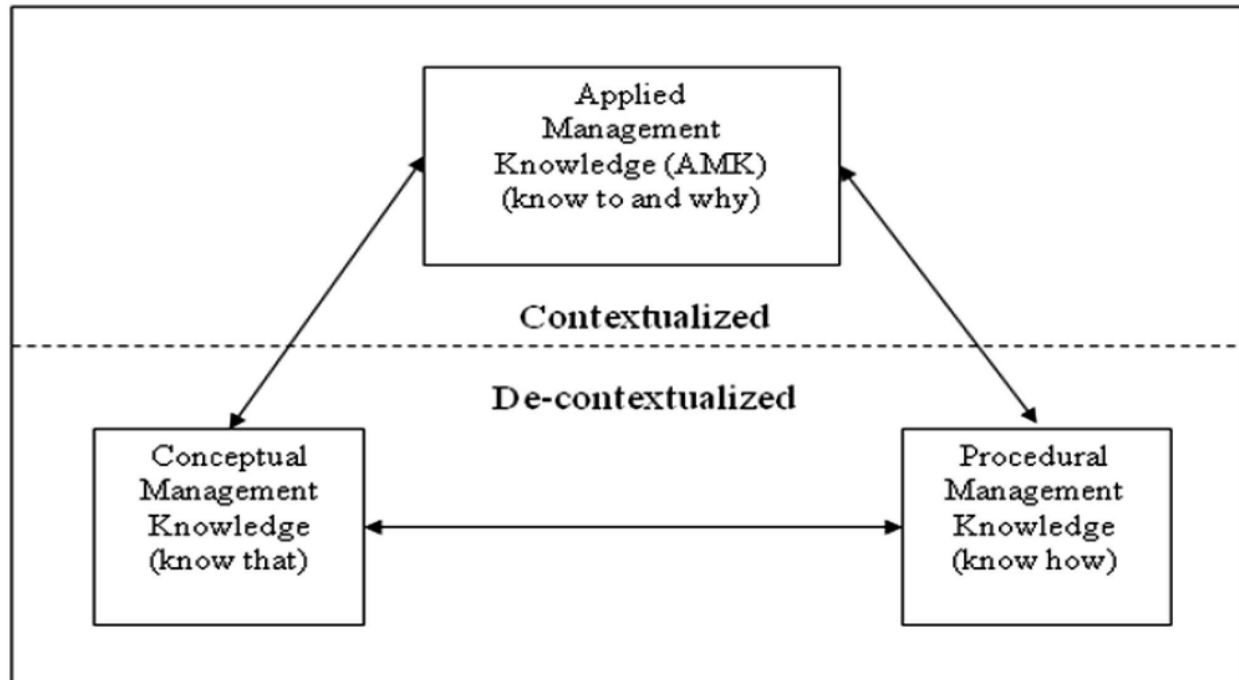 Applied
Management
Knowledge (AMK)
(know to and why)
Contextualized
De-contextualized
Conceptual
Management
Knowledge
(know that)
Procedural
Management
Knowledge
(know how)